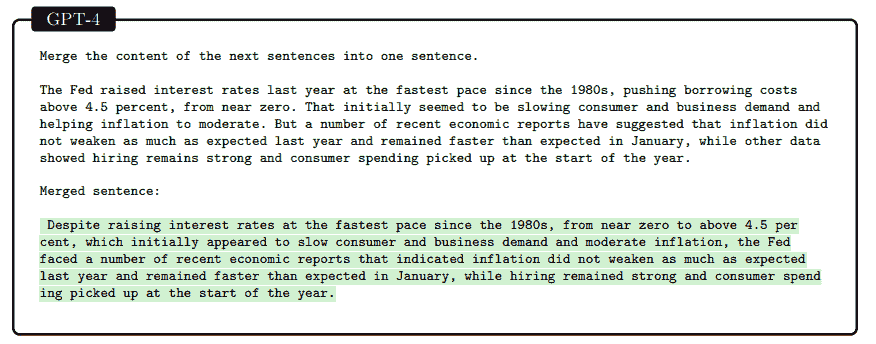 GPT-4
Merge the content of the next sentences into one sentence.
The Fed raised interest rates last year at the fastest pace since the 1980s, pushing borrowing costs
above 4.5 percent, from near zero. That initially seemed to be slowing consumer and business demand and
helping inflation to moderate. But a number of recent economic reports have suggested that inflation did
not weaken as much as expected last year and remained faster than expected in January, while other data
showed hiring remains strong and consumer spending picked up at the start of the year.
Merged sentence:
Despite raising interest rates at the fastest pace since the 1980s, from near zero to above 4.5 per
cent, which initially appeared to slow consumer and business demand and moderate inflation, the Fed
faced a number of recent economic reports that indicated inflation did not weaken as much as expected
last year and remained faster than expected in January, while hiring remained strong and consumer spend
ing picked up at the start of the year.